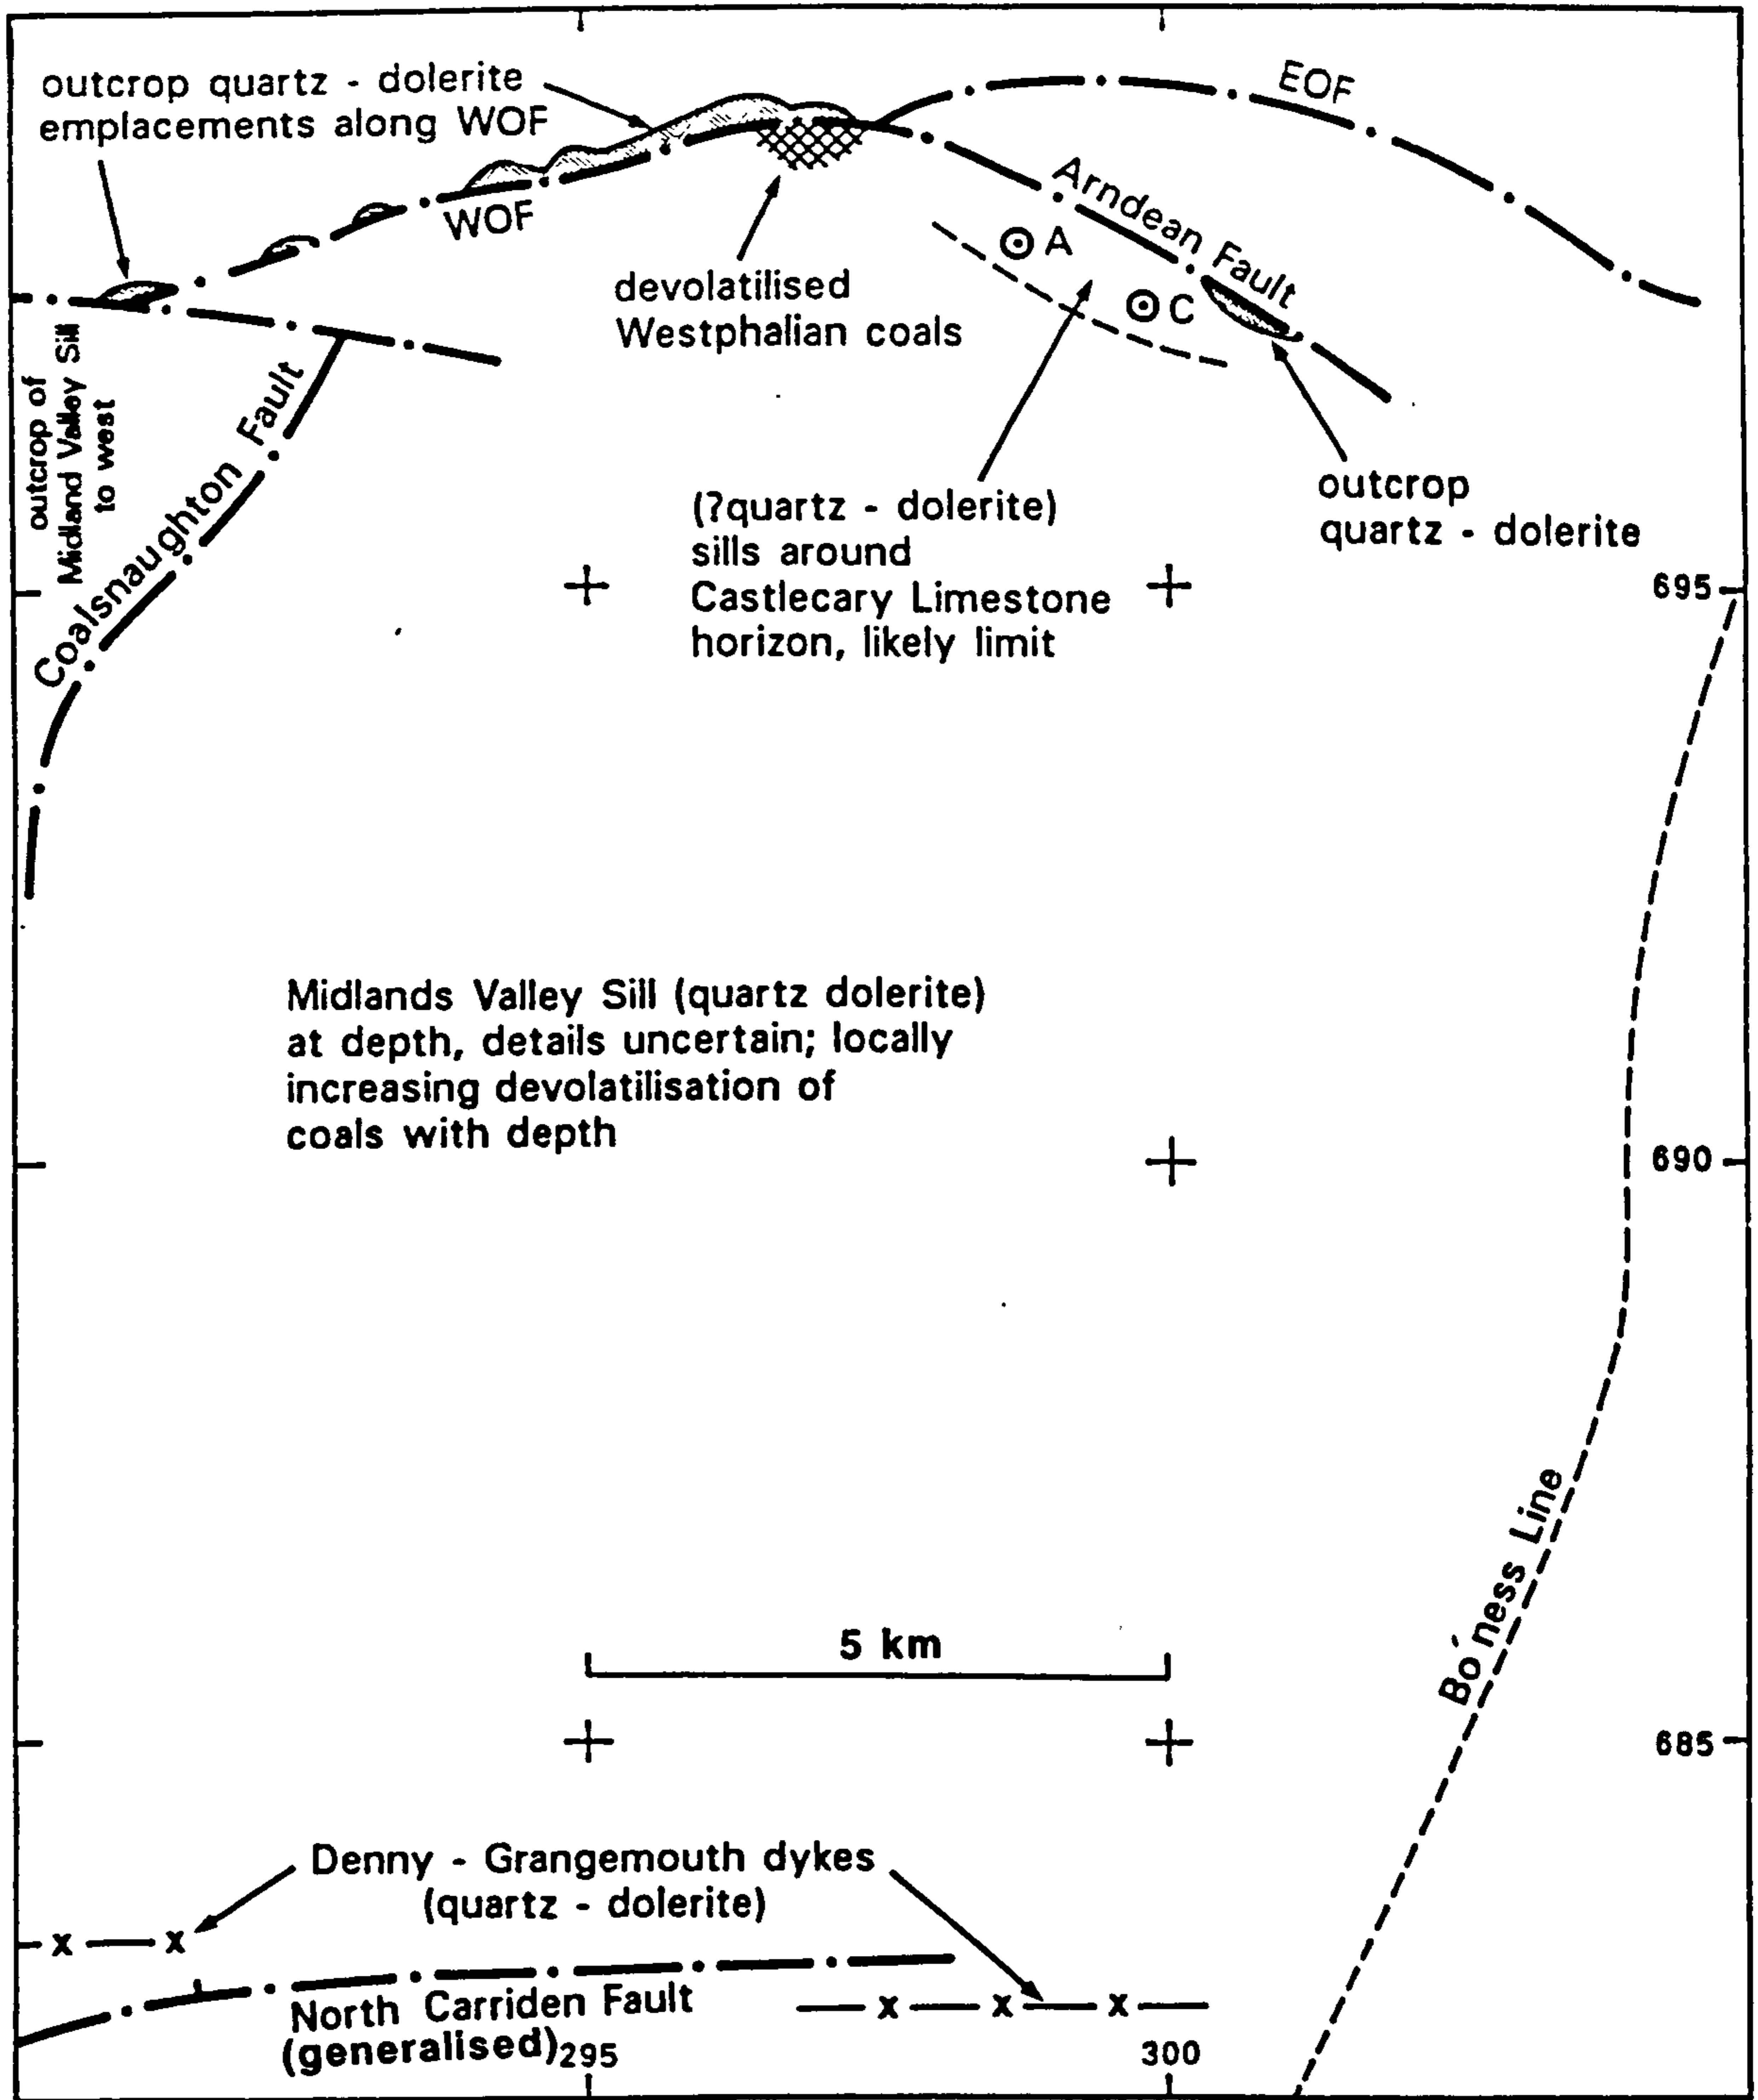 outcrop quartz - dolerite
emplacements along WOF
EOF
WOF
Arndean Fault
A
C
devolatilised
Westphalian coals
outcrop of
Midland Valley Sill
to west
Coalsnaughton Fault
(?quartz - dolerite)
sills around
Castlecary Limestone
horizon, likely limit
outcrop
quartz - dolerite
695
Midlands Valley Sill (quartz dolerite)
at depth, details uncertain; locally
increasing devolatilisation of
coals with depth
690
Bo'ness Line
5 km
685
Denny - Grangemouth dykes
(quartz - dolerite)
x x
x x x
North Carriden Fault
(generalised)
295
300